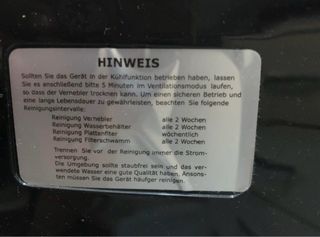 HINWEIS
Sollten Sie das Gerät in der Kühlfunktion betrieben haben, lassen
Sie es anschließend bitte 5 Minuten im Ventilationsmodus laufen,
so dass der Vernebler trocknen kann. Um einen sicheren Betrieb und
eine langs Lebensdauer zu gewährleisten, beachten Sie folgende
Reinigungsintervalle:
Reinigung Vernebler alle 2 Wochen
Reinigung Wasserbehälter alle 2 Wochen
Reinigung Plattenfilter wöchentlich
Reinigung Filterschwamm alle 2 Wochen
Trennen Sie vor der Reinigung immer die Strom-
versorgung.
Die Umgebung sollte staubfrei sein und das ver-
wendete Wasser eine gute Qualität haben. Ansons-
ten müssen Sie das Gerät häufiger reinigen.